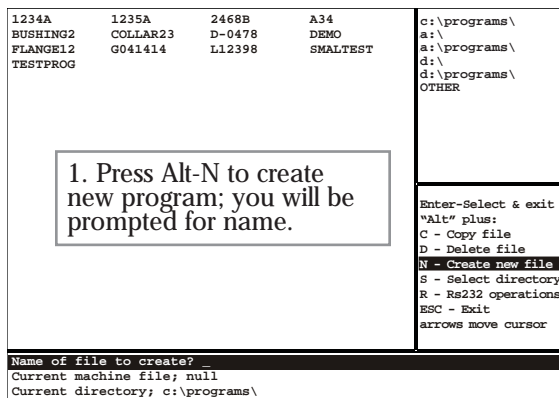 1234A 1235A 2468B A34
BUSHING2 COLLAR23 D-0478 DEMO
FLANGE12 G041414 L12398 SMALTEST
TESTPROG
1. Press Alt-N to create
new program; you will be
prompted for name.
c:\programs\
a:\
a:\programs\
d:\
d:\programs\
OTHER
Enter-Select & exit
"Alt" plus:
C - Copy file
D - Delete file
N - Create new file
S - Select directory
R - Rs232 operations
ESC - Exit
arrows move cursor
Name of file to create? _
Current machine file; null
Current directory; c:\programs\